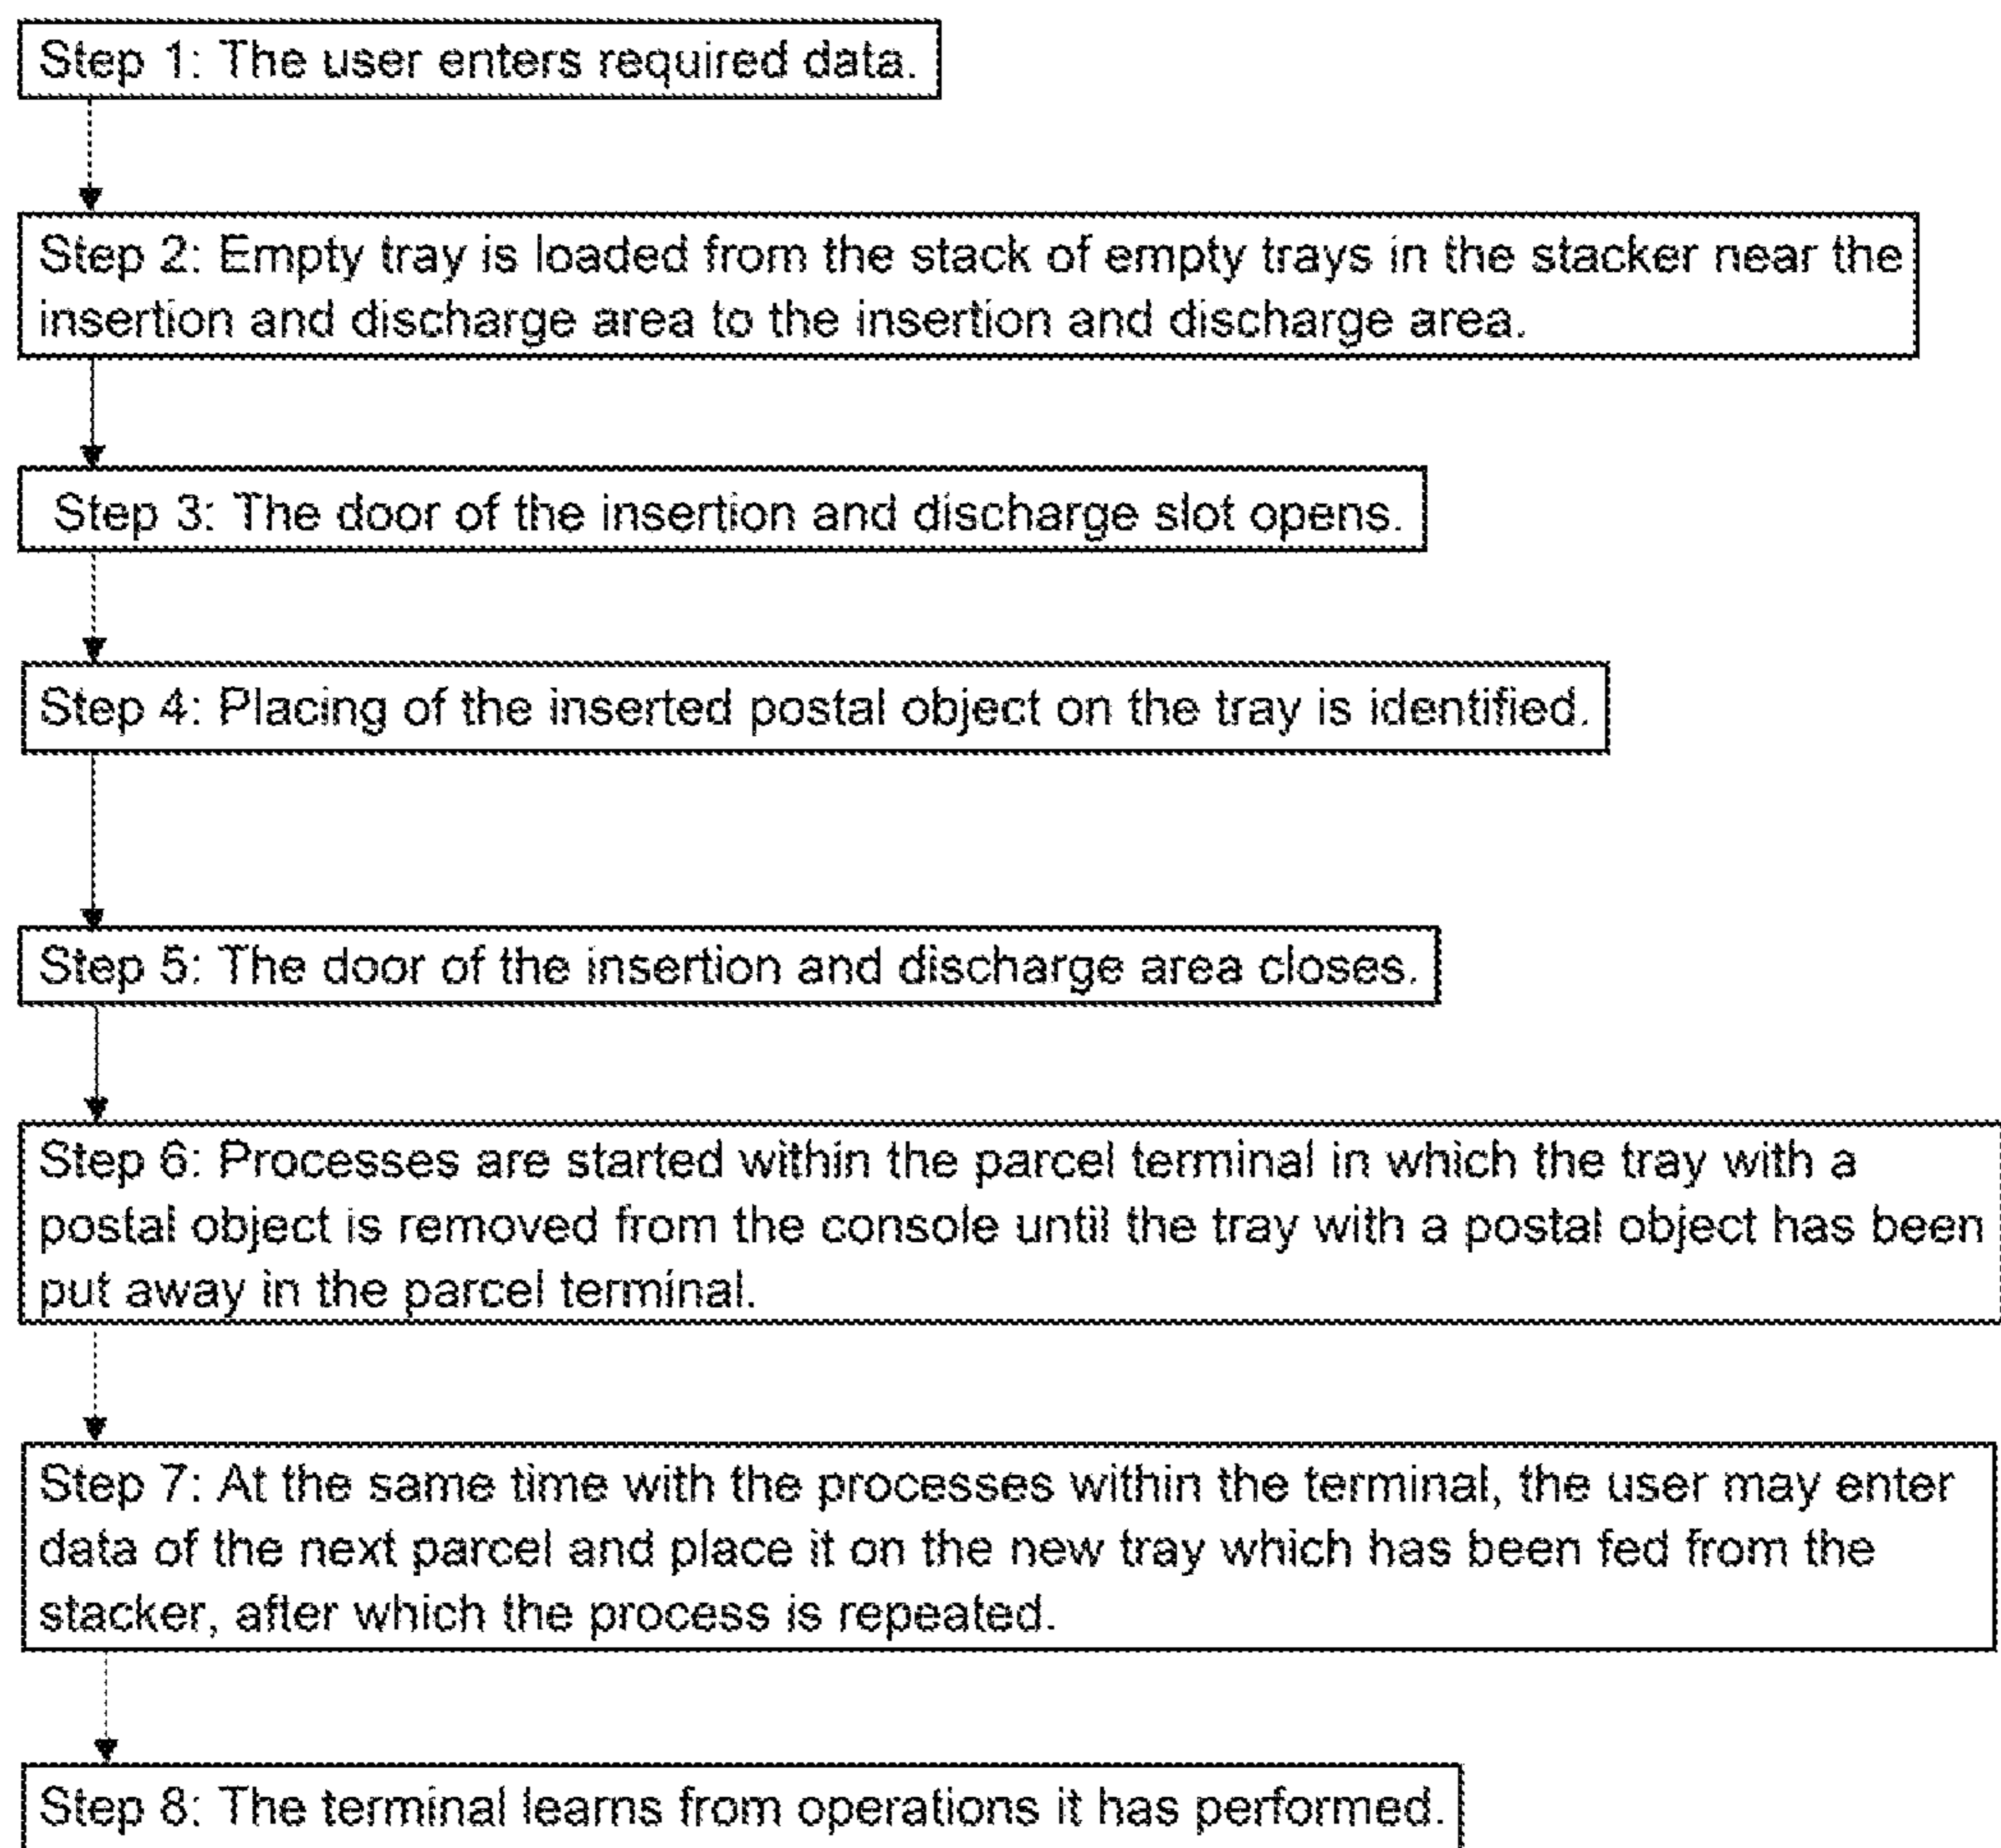 Step 1: The user enters required data.
Step 2: Empty tray is loaded from the stack of empty trays in the stacker near the
insertion and discharge area to the insertion and discharge area.
Step 3: The door of the insertion and discharge slot opens.
Step 4: Placing of the inserted postal object on the tray is identified.
Step 5: The door of the insertion and discharge area closes.
Step 6: Processes are started within the parcel terminal in which the tray with a
postal object is removed from the console until the tray with a postal object has been
put away in the parcel terminal.
Step 7: At the same time with the processes within the terminal, the user may enter
data of the next parcel and place it on the new tray which has been fed from the
stacker, after which the process is repeated.
Step 8: The terminal learns from operations it has performed.